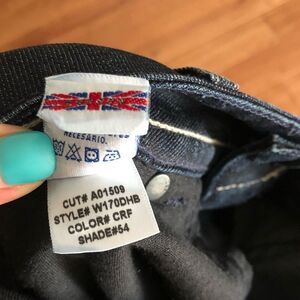 NECESARIO.
CUT# A01509
STYLE# W170DHB
COLOR# CRF
SHADE#54